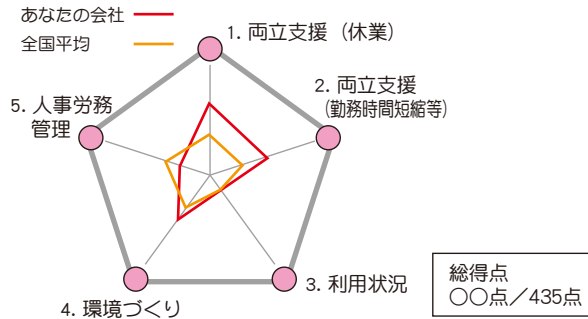 あなたの会社
全国平均
1. 両立支援（休業）
2. 両立支援
(勤務時間短縮等)
5. 人事労務
管理
3. 利用状況
4. 環境づくり
総得点
○○点／435点